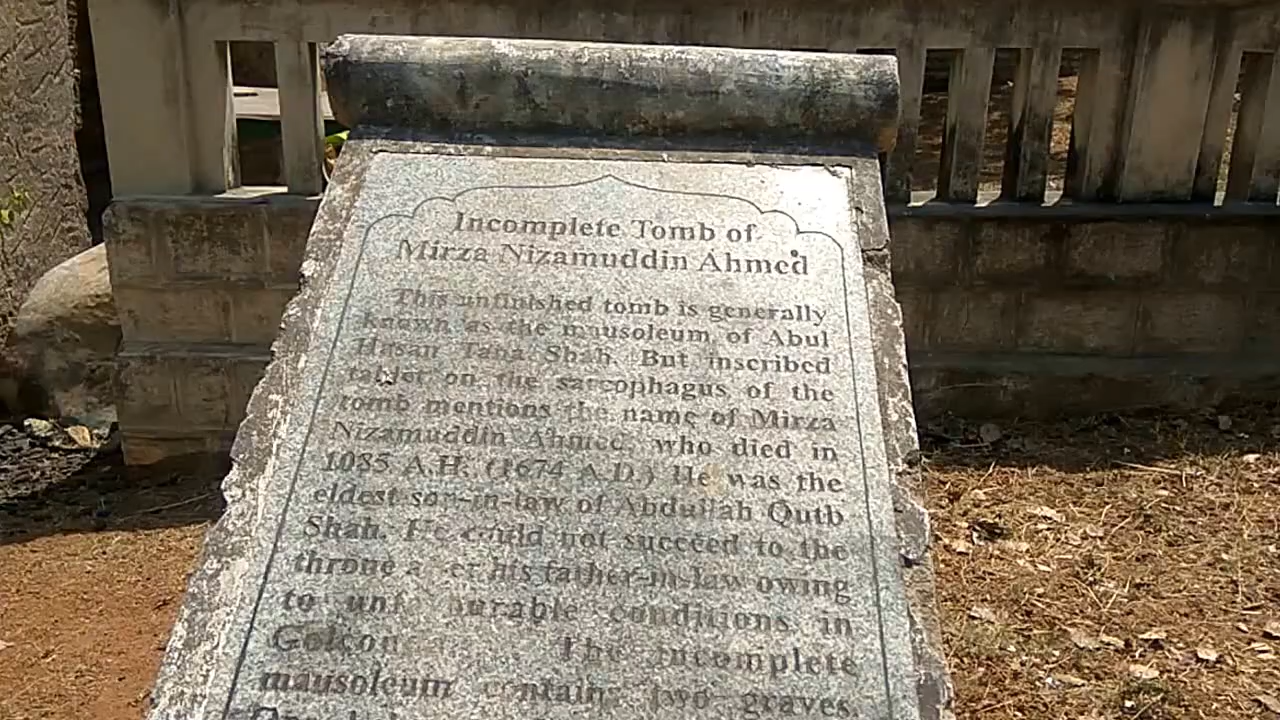 Incomplete Tomb of
Mirza Nizamuddin Ahmed
This unfinished tomb is generally
known as the mausoleum of Abul
Hasan Tana Shah. But inscribed
tablet on the sarcophagus of the
tomb mentions the name of Mirza
Nizamuddin Ahmed, who died in
1085 A.H. (1674 A.D.) He was the
eldest son-in-law of Abdullah Qutb
Shah. He could not succeed to the
throne after his father-in-law owing
to unfavourable conditions in
The incomplete
mausoleum contains two graves.